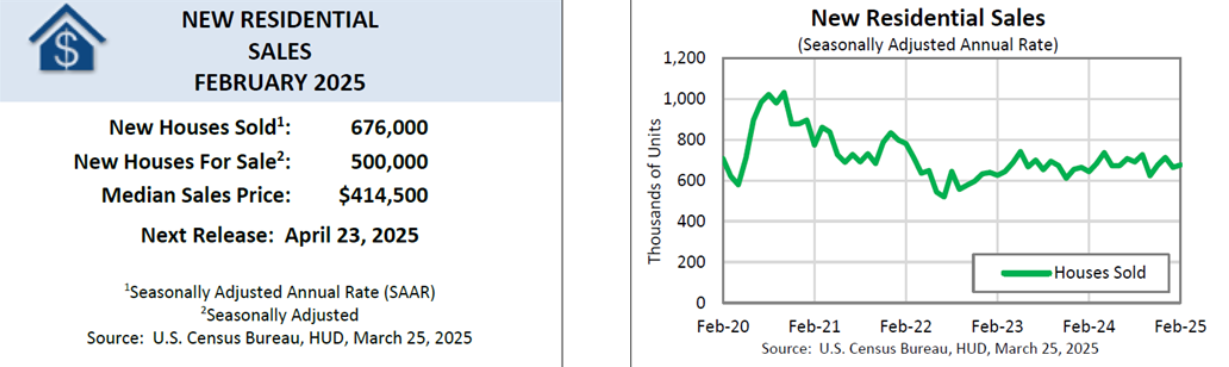 $
NEW RESIDENTIAL
SALES
FEBRUARY 2025
New Houses Sold¹: 676,000
New Houses For Sale²: 500,000
Median Sales Price: $414,500
Next Release: April 23, 2025
¹Seasonally Adjusted Annual Rate (SAAR)
²Seasonally Adjusted
Source: U.S. Census Bureau, HUD, March 25, 2025
New Residential Sales
(Seasonally Adjusted Annual Rate)
Thousands of Units
1,200
1,000
800
600
400
200
0
Houses Sold
Feb-20 Feb-21 Feb-22 Feb-23 Feb-24 Feb-25
Source: U.S. Census Bureau, HUD, March 25, 2025